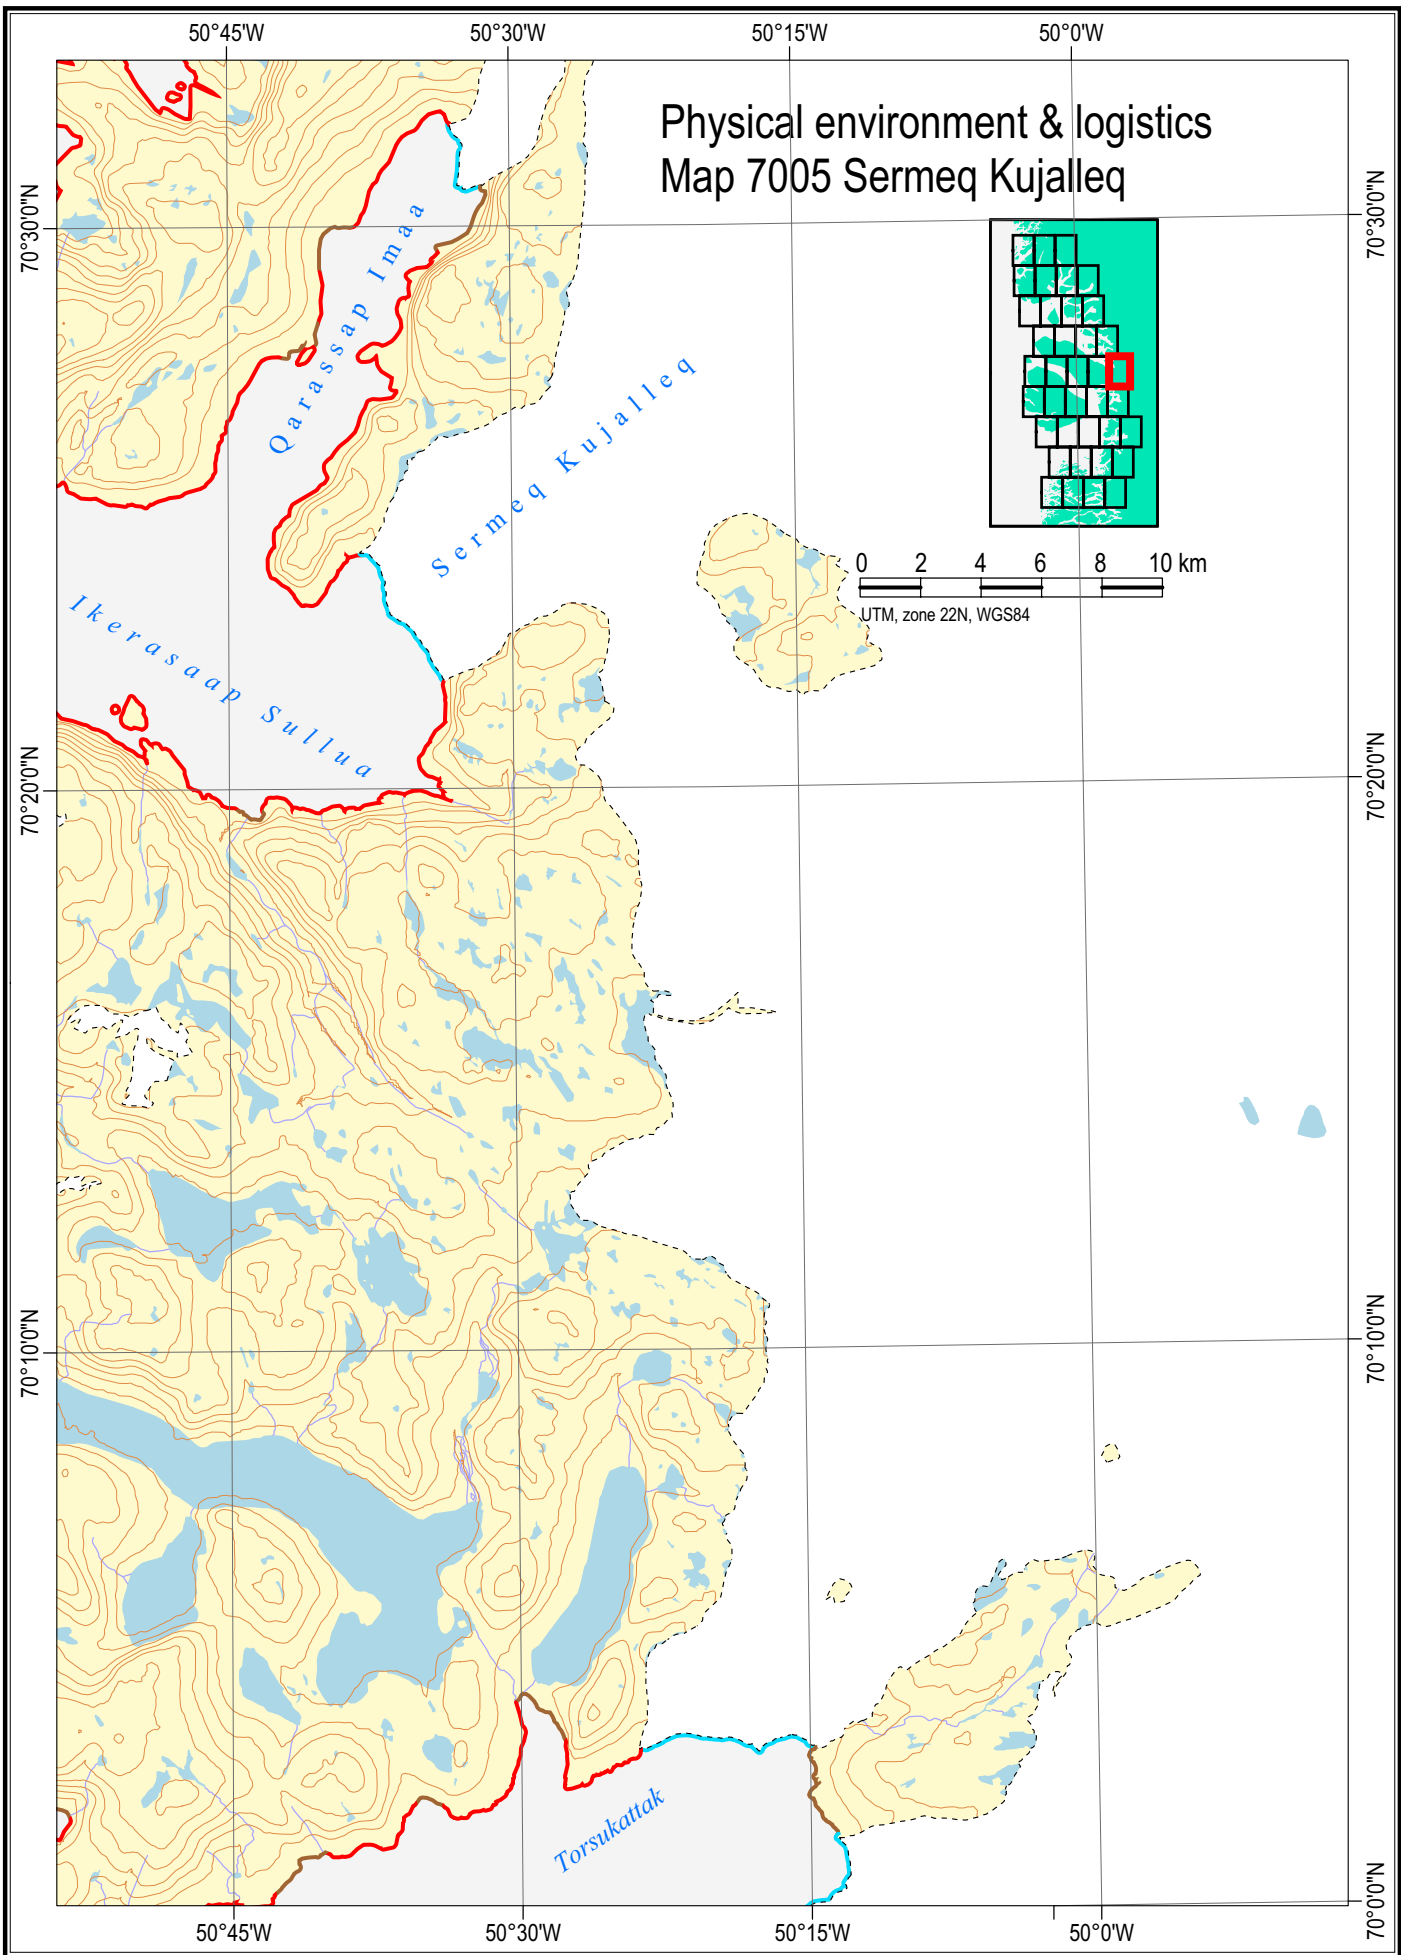 50°45'W
50°30'W
50°15'W
50°0'W
Physical environment & logistics
Map 7005 Sermeq Kujalleq
70°30'0"N
70°30'0"N
Qarassap Imaa
Sermeq Kujalleq
0 2 4 6 8 10 km
UTM, zone 22N, WGS84
Ikerasaap Sullua
70°20'0"N
70°20'0"N
70°10'0"N
70°10'0"N
Torsukattak
70°0'0"N
50°45'W
50°30'W
50°15'W
50°0'W